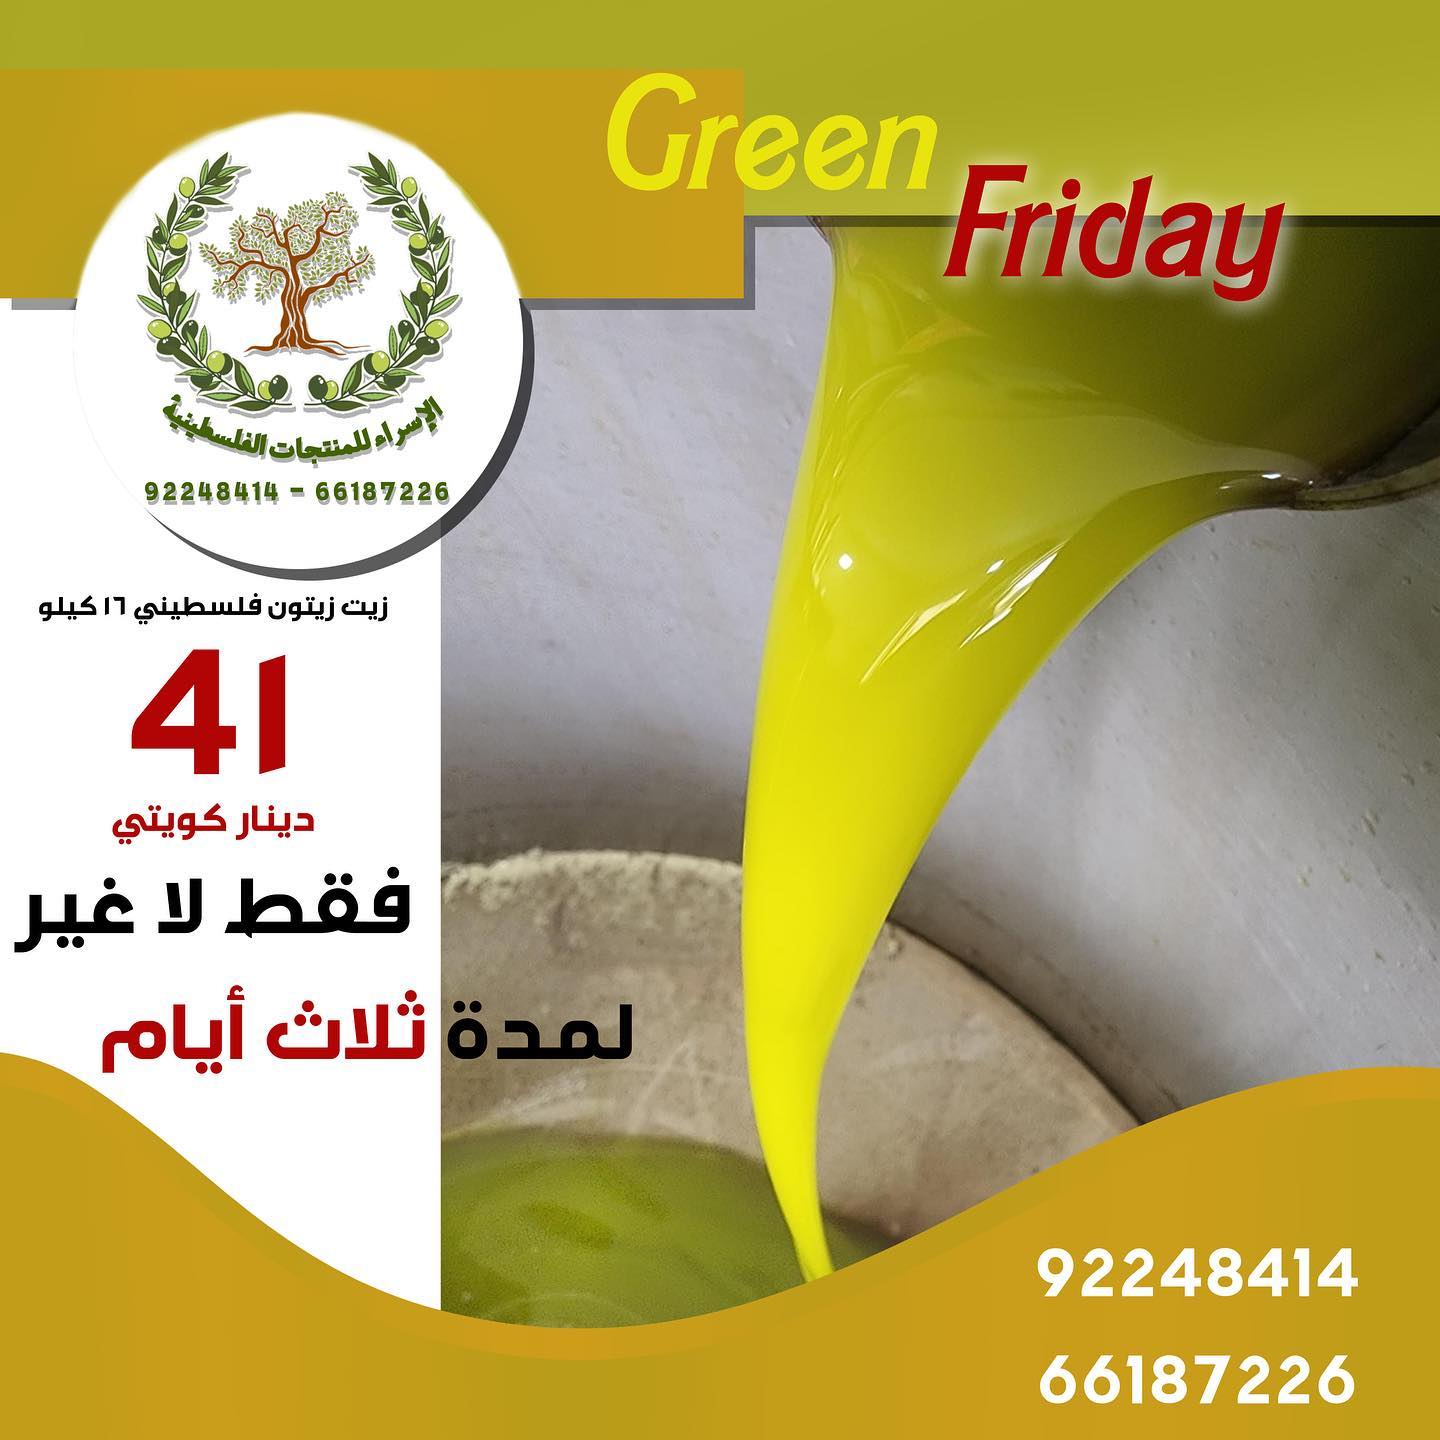 Green
Friday
الإسراء للمنتجات الفلسطينية
92248414 - 66187226
زيت زيتون فلسطيني ١٦ كيلو
4١
دينار كويتي
فقط لا غير
لمدة ثلاث أيام
92248414
66187226